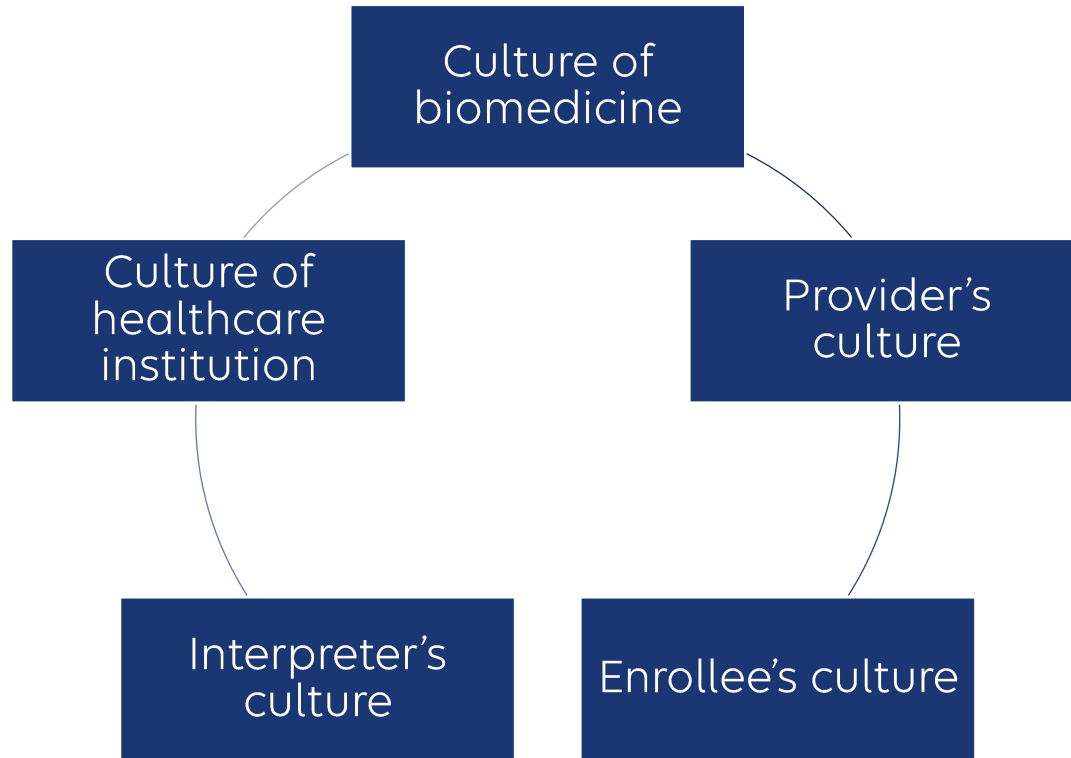 Culture of
biomedicine
Culture of
healthcare
institution
Provider’s
culture
Interpreter’s
culture
Enrollee’s culture